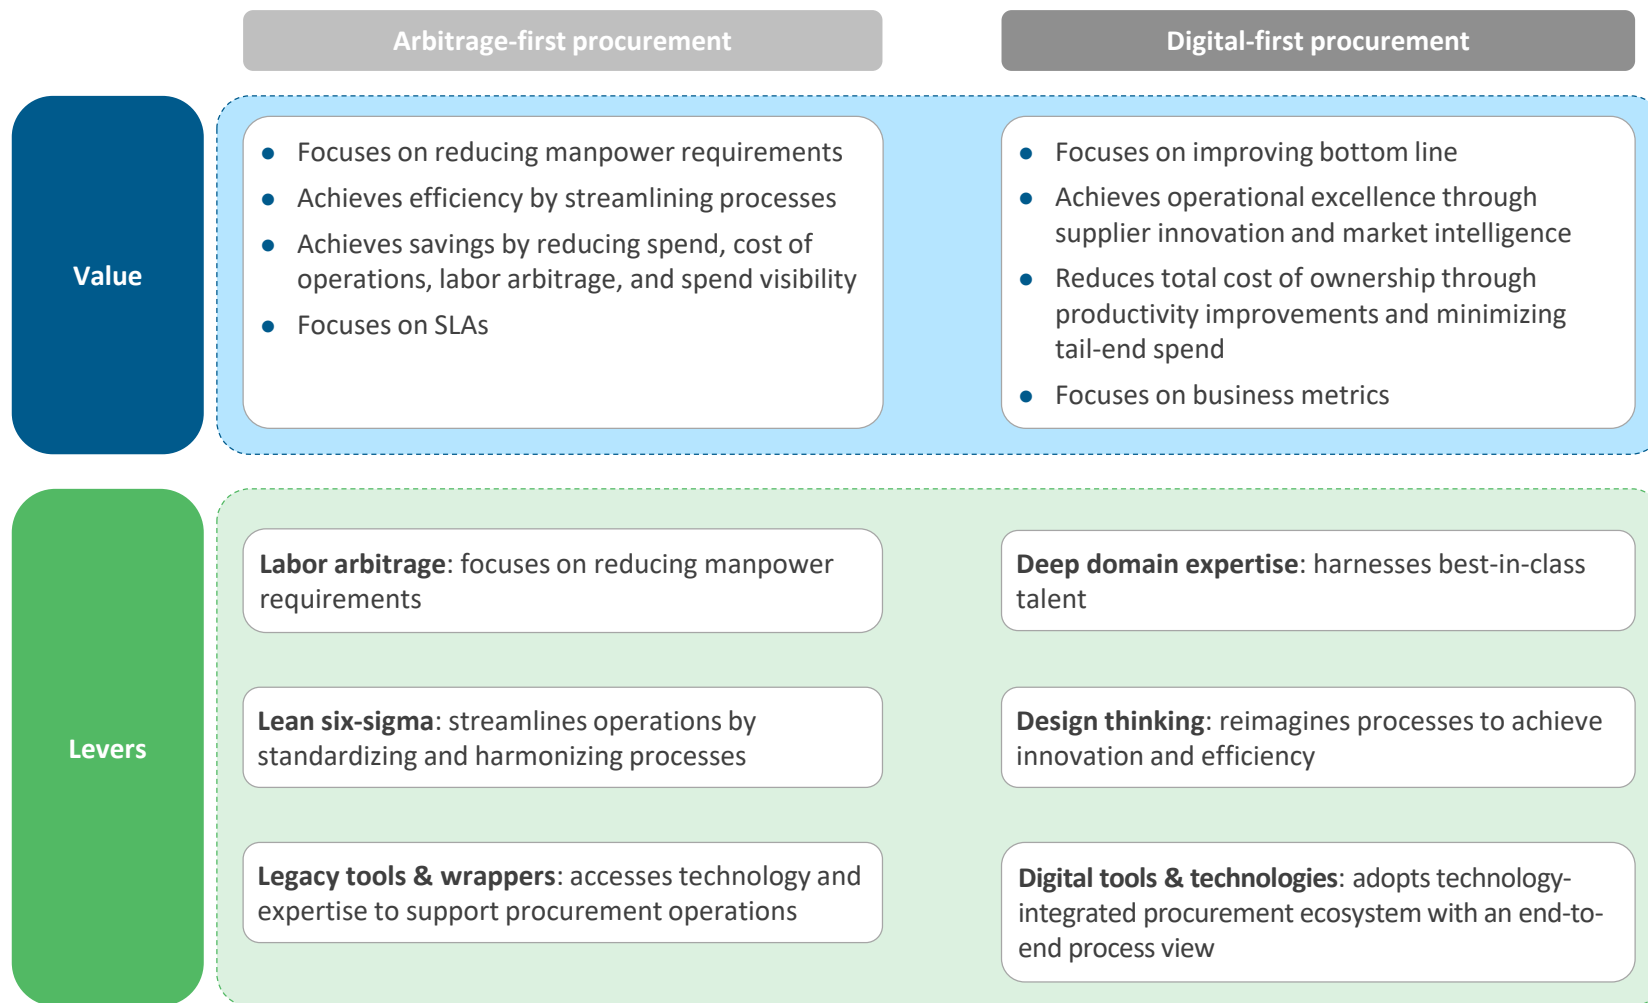 Arbitrage-first procurement
Digital-first procurement
Value
● Focuses on reducing manpower requirements
● Achieves efficiency by streamlining processes
● Achieves savings by reducing spend, cost of
operations, labor arbitrage, and spend visibility
● Focuses on SLAs
● Focuses on improving bottom line
● Achieves operational excellence through
supplier innovation and market intelligence
● Reduces total cost of ownership through
productivity improvements and minimizing
tail-end spend
● Focuses on business metrics
Levers
Labor arbitrage: focuses on reducing manpower
requirements
Deep domain expertise: harnesses best-in-class
talent
Lean six-sigma: streamlines operations by
standardizing and harmonizing processes
Design thinking: reimagines processes to achieve
innovation and efficiency
Legacy tools & wrappers: accesses technology and
expertise to support procurement operations
Digital tools & technologies: adopts technology-
integrated procurement ecosystem with an end-to-
end process view